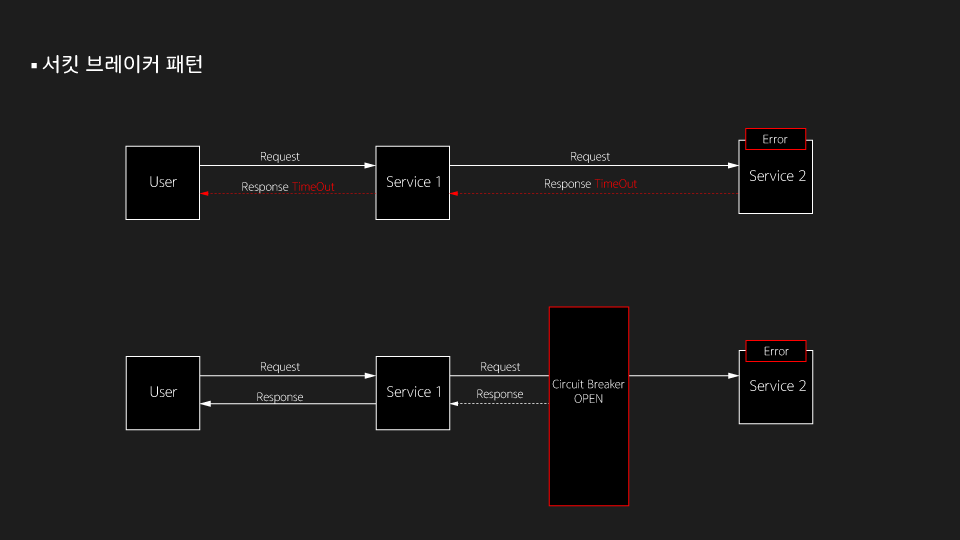 ▪ 서킷 브레이커 패턴
Error
Request
Request
User
Service 1
Service 2
Response TimeOut
Response TimeOut
Error
Request
Request
User
Service 1
Circuit Breaker
OPEN
Service 2
Response
Response